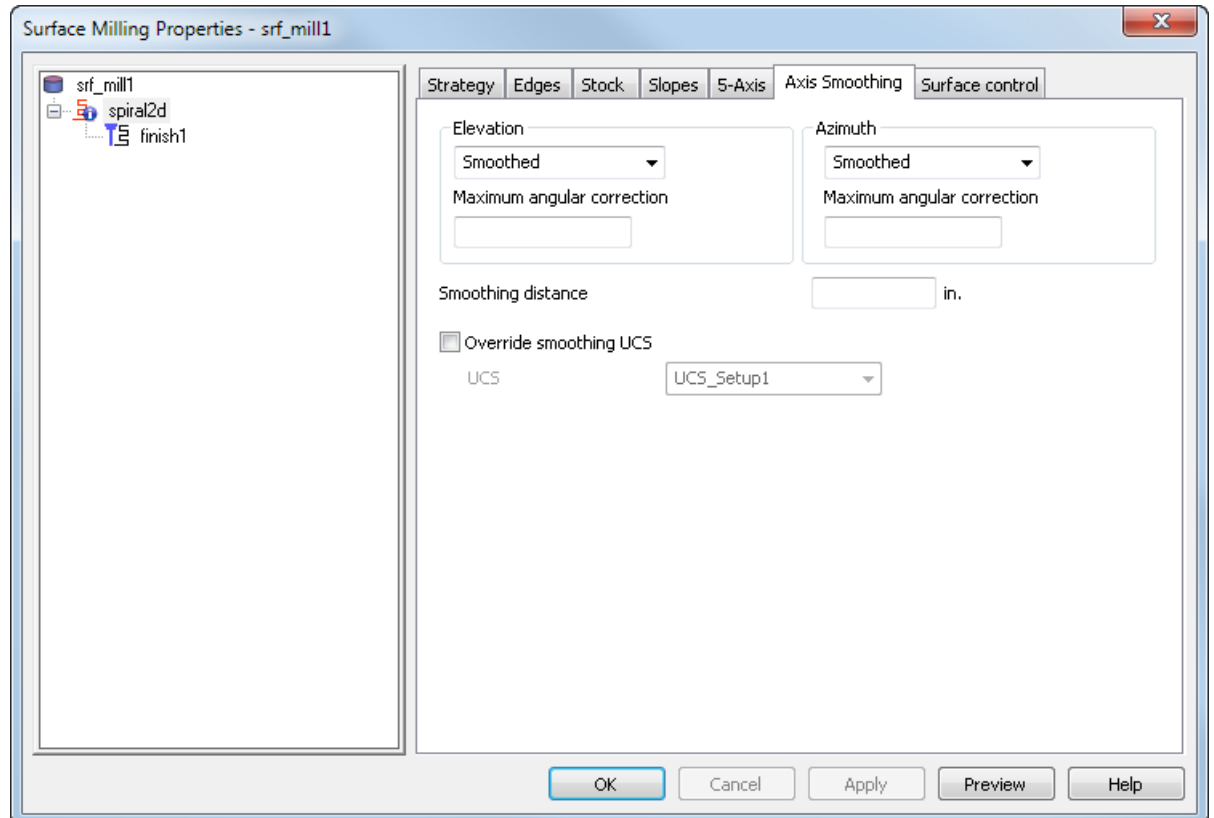 Surface Milling Properties - srf_mill1
srf_mill1
spiral2d
finish1
Strategy Edges Stock Slopes 5-Axis Axis Smoothing Surface control
Elevation Azimuth
Smoothed Smoothed
Maximum angular correction Maximum angular correction
Smoothing distance in.
Override smoothing UCS
UCS UCS_Setup1
OK Cancel Apply Preview Help